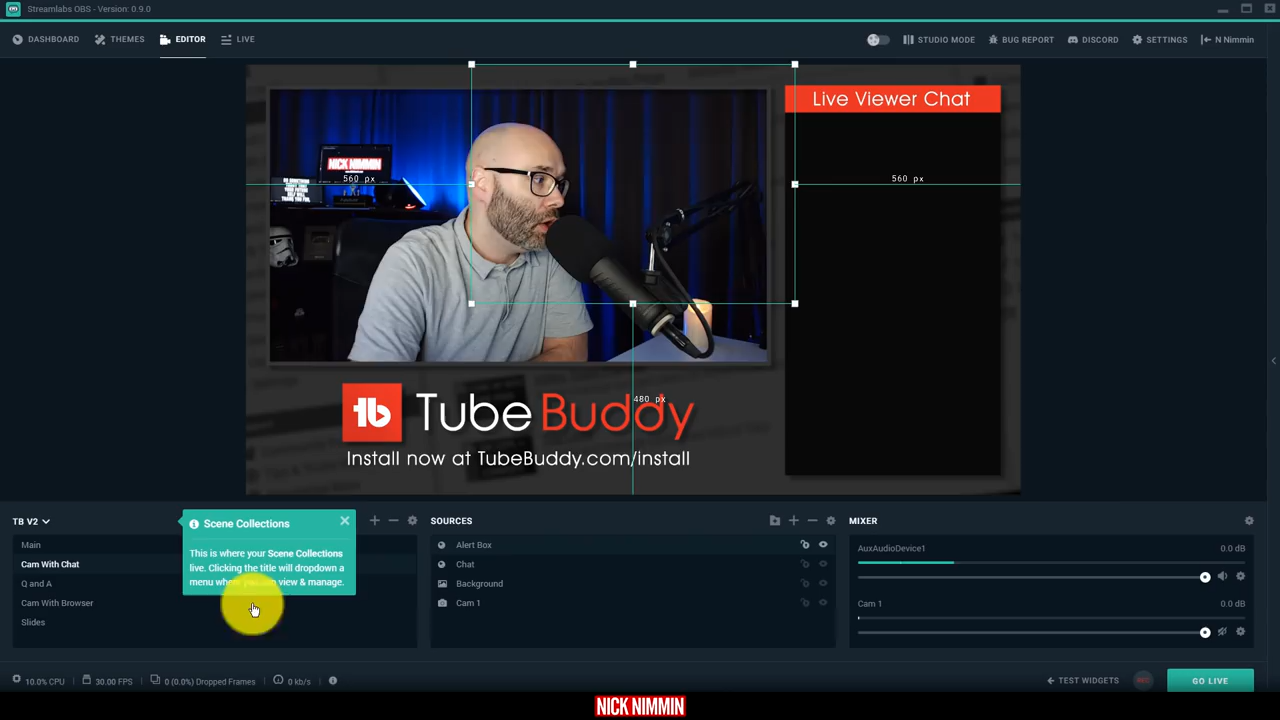 Streamlabs OBS - Version: 0.9.0
DASHBOARD THEMES EDITOR LIVE STUDIO MODE BUG REPORT DISCORD SETTINGS N Nimmin
Live Viewer Chat
NICK NIMMIN
560 px
560 px
480 px
tb TubeBuddy
Install now at TubeBuddy.com/install
TB V2
Main
Cam With Chat
Q and A
Cam With Browser
Slides
Scene Collections
This is where your Scene Collections
live. Clicking the title will dropdown a
menu where you can view & manage.
SOURCES
Alert Box
Chat
Background
Cam 1
MIXER
AuxAudioDevice1 0.0 dB
Cam 1 0.0 dB
10.0% CPU 30.00 FPS 0 (0.0%) Dropped Frames 0 kb/s TEST WIDGETS REC GO LIVE
NICK NIMMIN